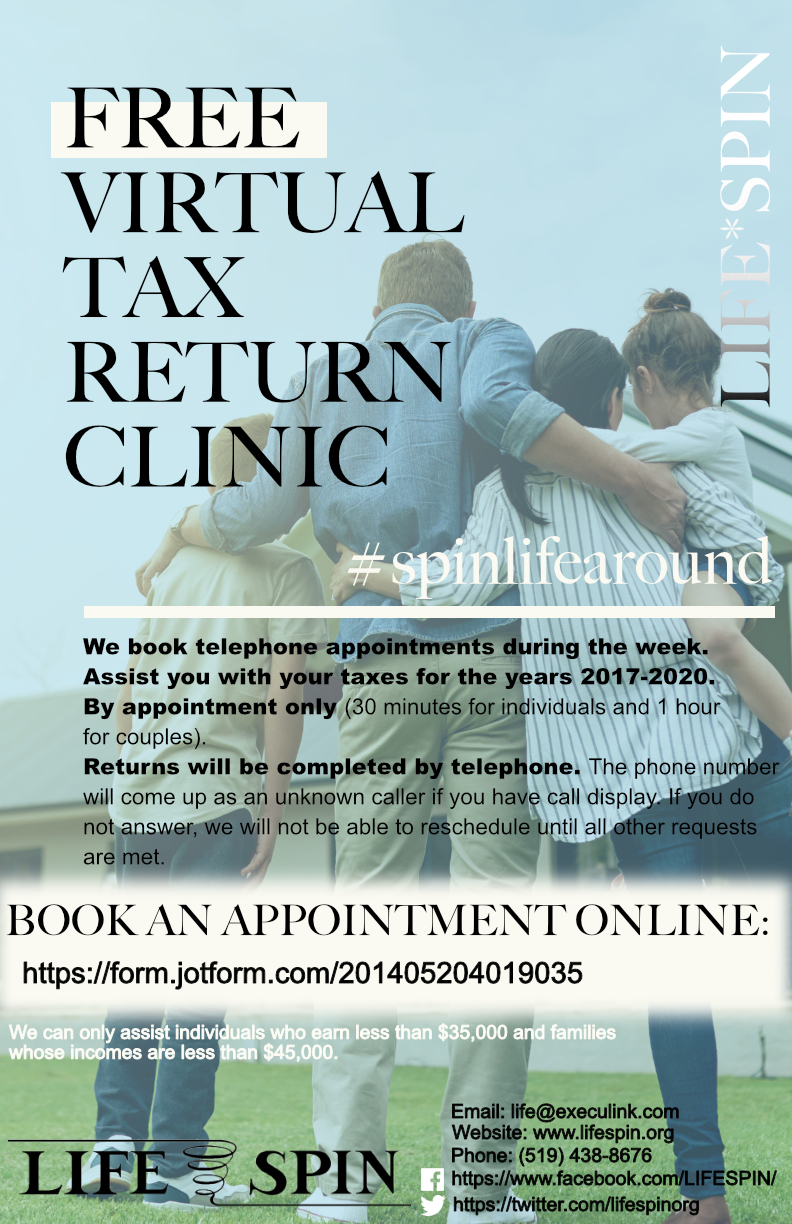 FREE
VIRTUAL
TAX
RETURN
CLINIC
LIFE*SPIN
#spinlifearound
We book telephone appointments during the week.
Assist you with your taxes for the years 2017-2020.
By appointment only (30 minutes for individuals and 1 hour
for couples).
Returns will be completed by telephone. The phone number
will come up as an unknown caller if you have call display. If you do
not answer, we will not be able to reschedule until all other requests
are met.
BOOK AN APPOINTMENT ONLINE:
https://form.jotform.com/201405204019035
We can only assist individuals who earn less than $35,000 and families
whose incomes are less than $45,000.
Email: life@execulink.com
Website: www.lifespin.org
Phone: (519) 438-8676
https://www.facebook.com/LIFESPIN/
https://twitter.com/lifespinorg
LIFE SPIN